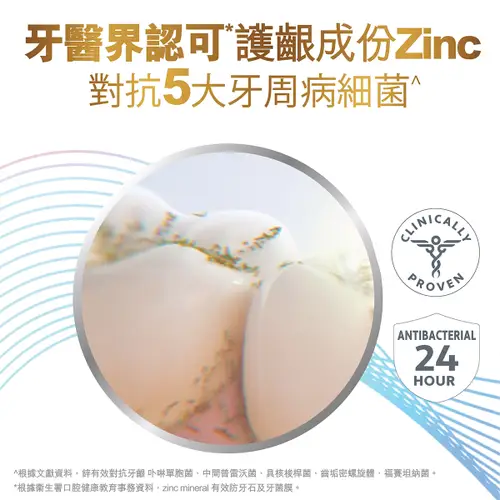 牙醫界認可*護齦成份Zinc
對抗5大牙周病細菌^
CLINICALLY PROVEN
ANTIBACTERIAL
24
HOUR
^根據文獻資料，鋅有效對抗牙齦 卟啉單胞菌、中間普雷沃菌、具核梭桿菌、齒垢密螺旋體、福賽坦納菌。
*根據衛生署口腔健康教育事務資料，zinc mineral 有效防牙石及牙菌膜。